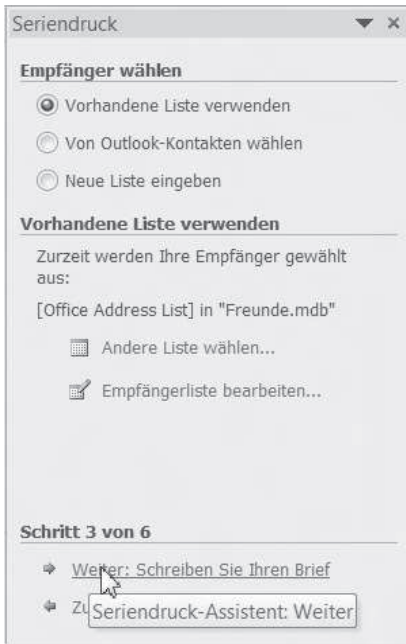 Seriendruck
Empfänger wählen
Vorhandene Liste verwenden
Von Outlook-Kontakten wählen
Neue Liste eingeben
Vorhandene Liste verwenden
Zurzeit werden Ihre Empfänger gewählt
aus:
[Office Address List] in "Freunde.mdb"
Andere Liste wählen...
Empfängerliste bearbeiten...
Schritt 3 von 6
Weiter: Schreiben Sie Ihren Brief
Seriendruck-Assistent: Weiter